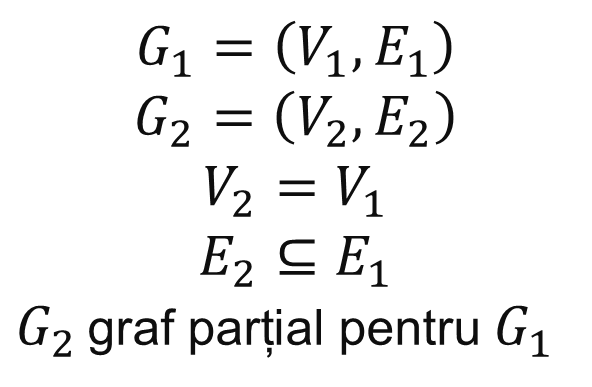 G₁ = (V₁, E₁)
G₂ = (V₂, E₂)
V₂ = V₁
E₂ ⊆ E₁
G₂ graf parțial pentru G₁